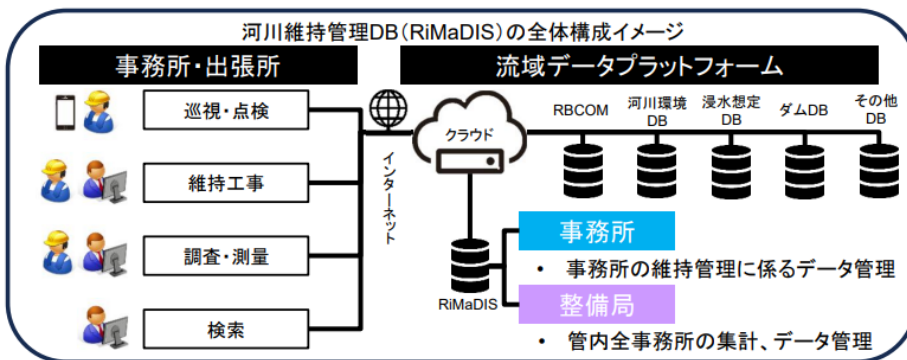 河川維持管理DB(RiMaDIS)の全体構成イメージ
事務所・出張所
流域データプラットフォーム
巡視・点検
維持工事
調査・測量
検索
インターネット
クラウド
RBCOM
河川環境
DB
浸水想定
DB
ダムDB
その他
DB
RiMaDIS
事務所
• 事務所の維持管理に係るデータ管理
整備局
• 管内全事務所の集計、データ管理